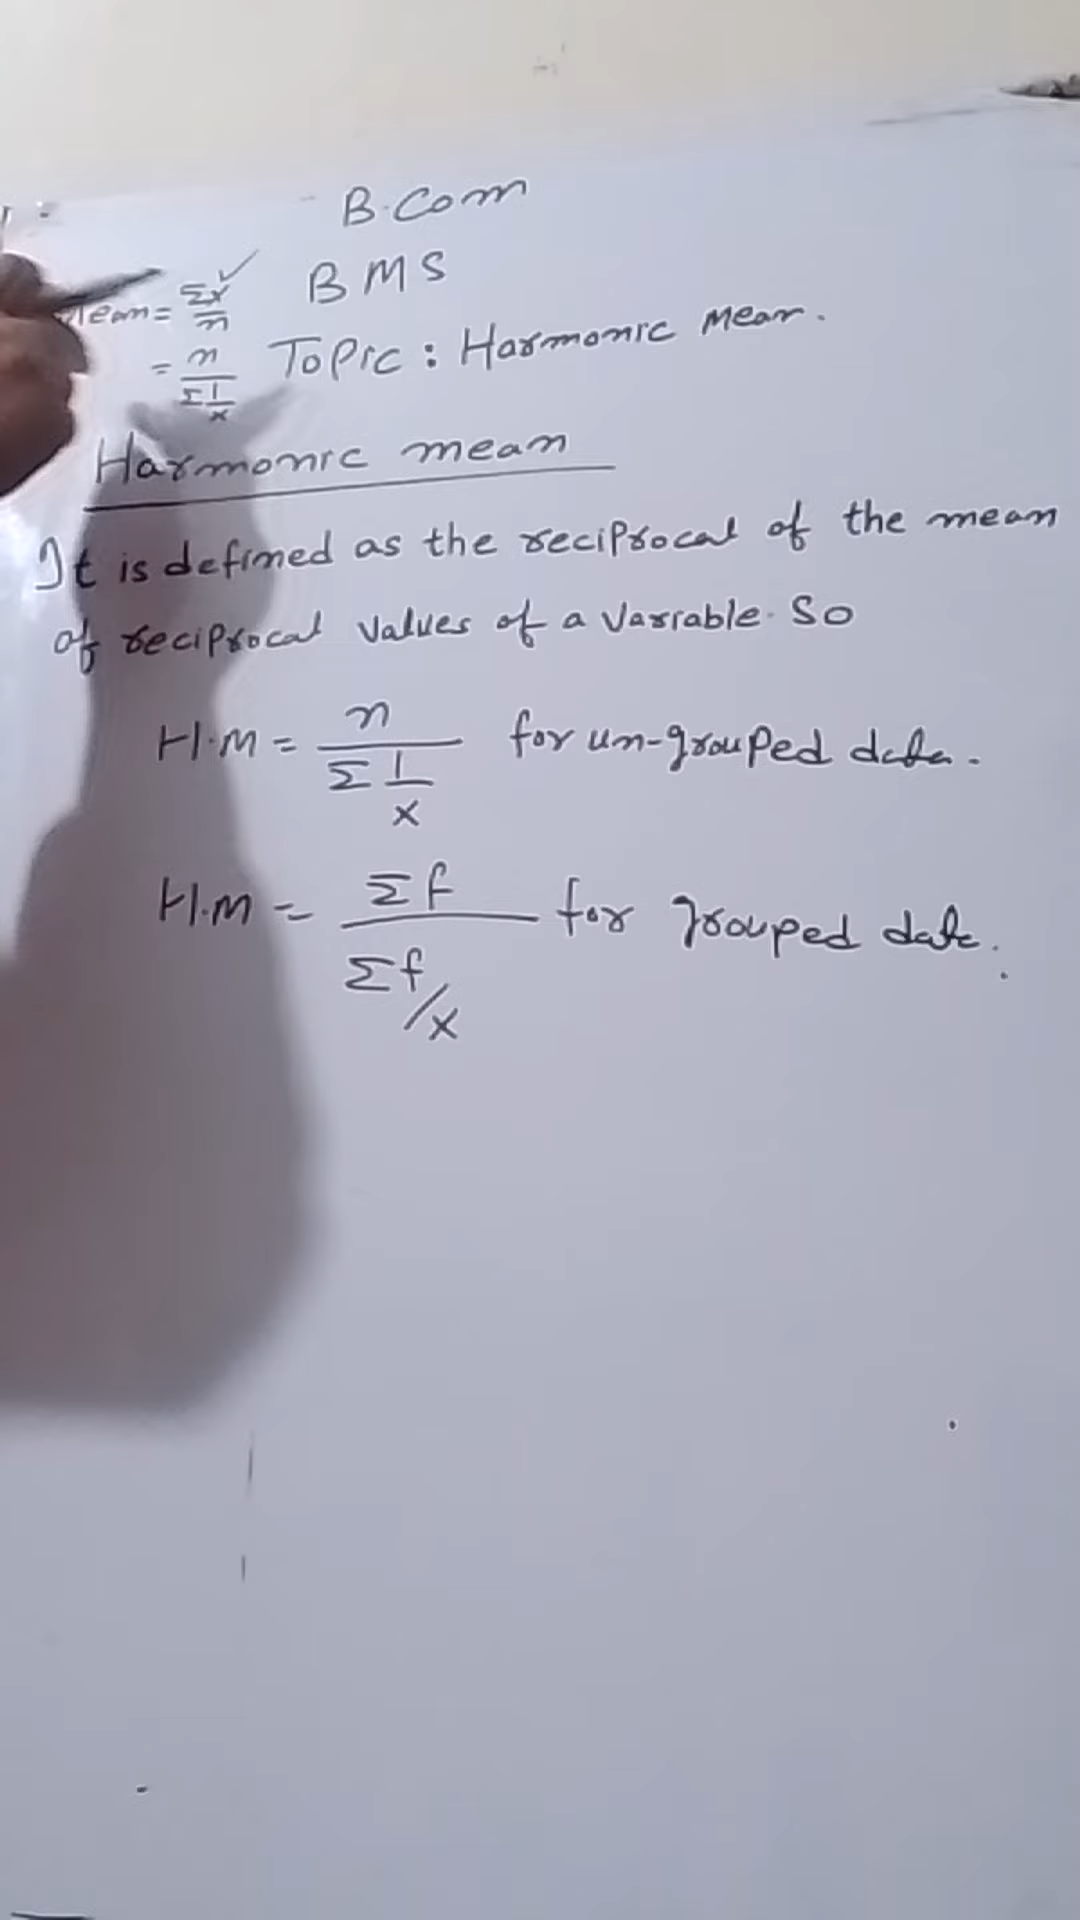 B.Com
BMS
Mean = Σx/n
= n/Σ1/x
Topic : Harmonic Mean.
Harmonic mean
It is defined as the reciprocal of the mean
of reciprocal values of a variable. So
H.M = n/Σ1/x for un-grouped data.
H.M = Σf/Σf/x for grouped data.